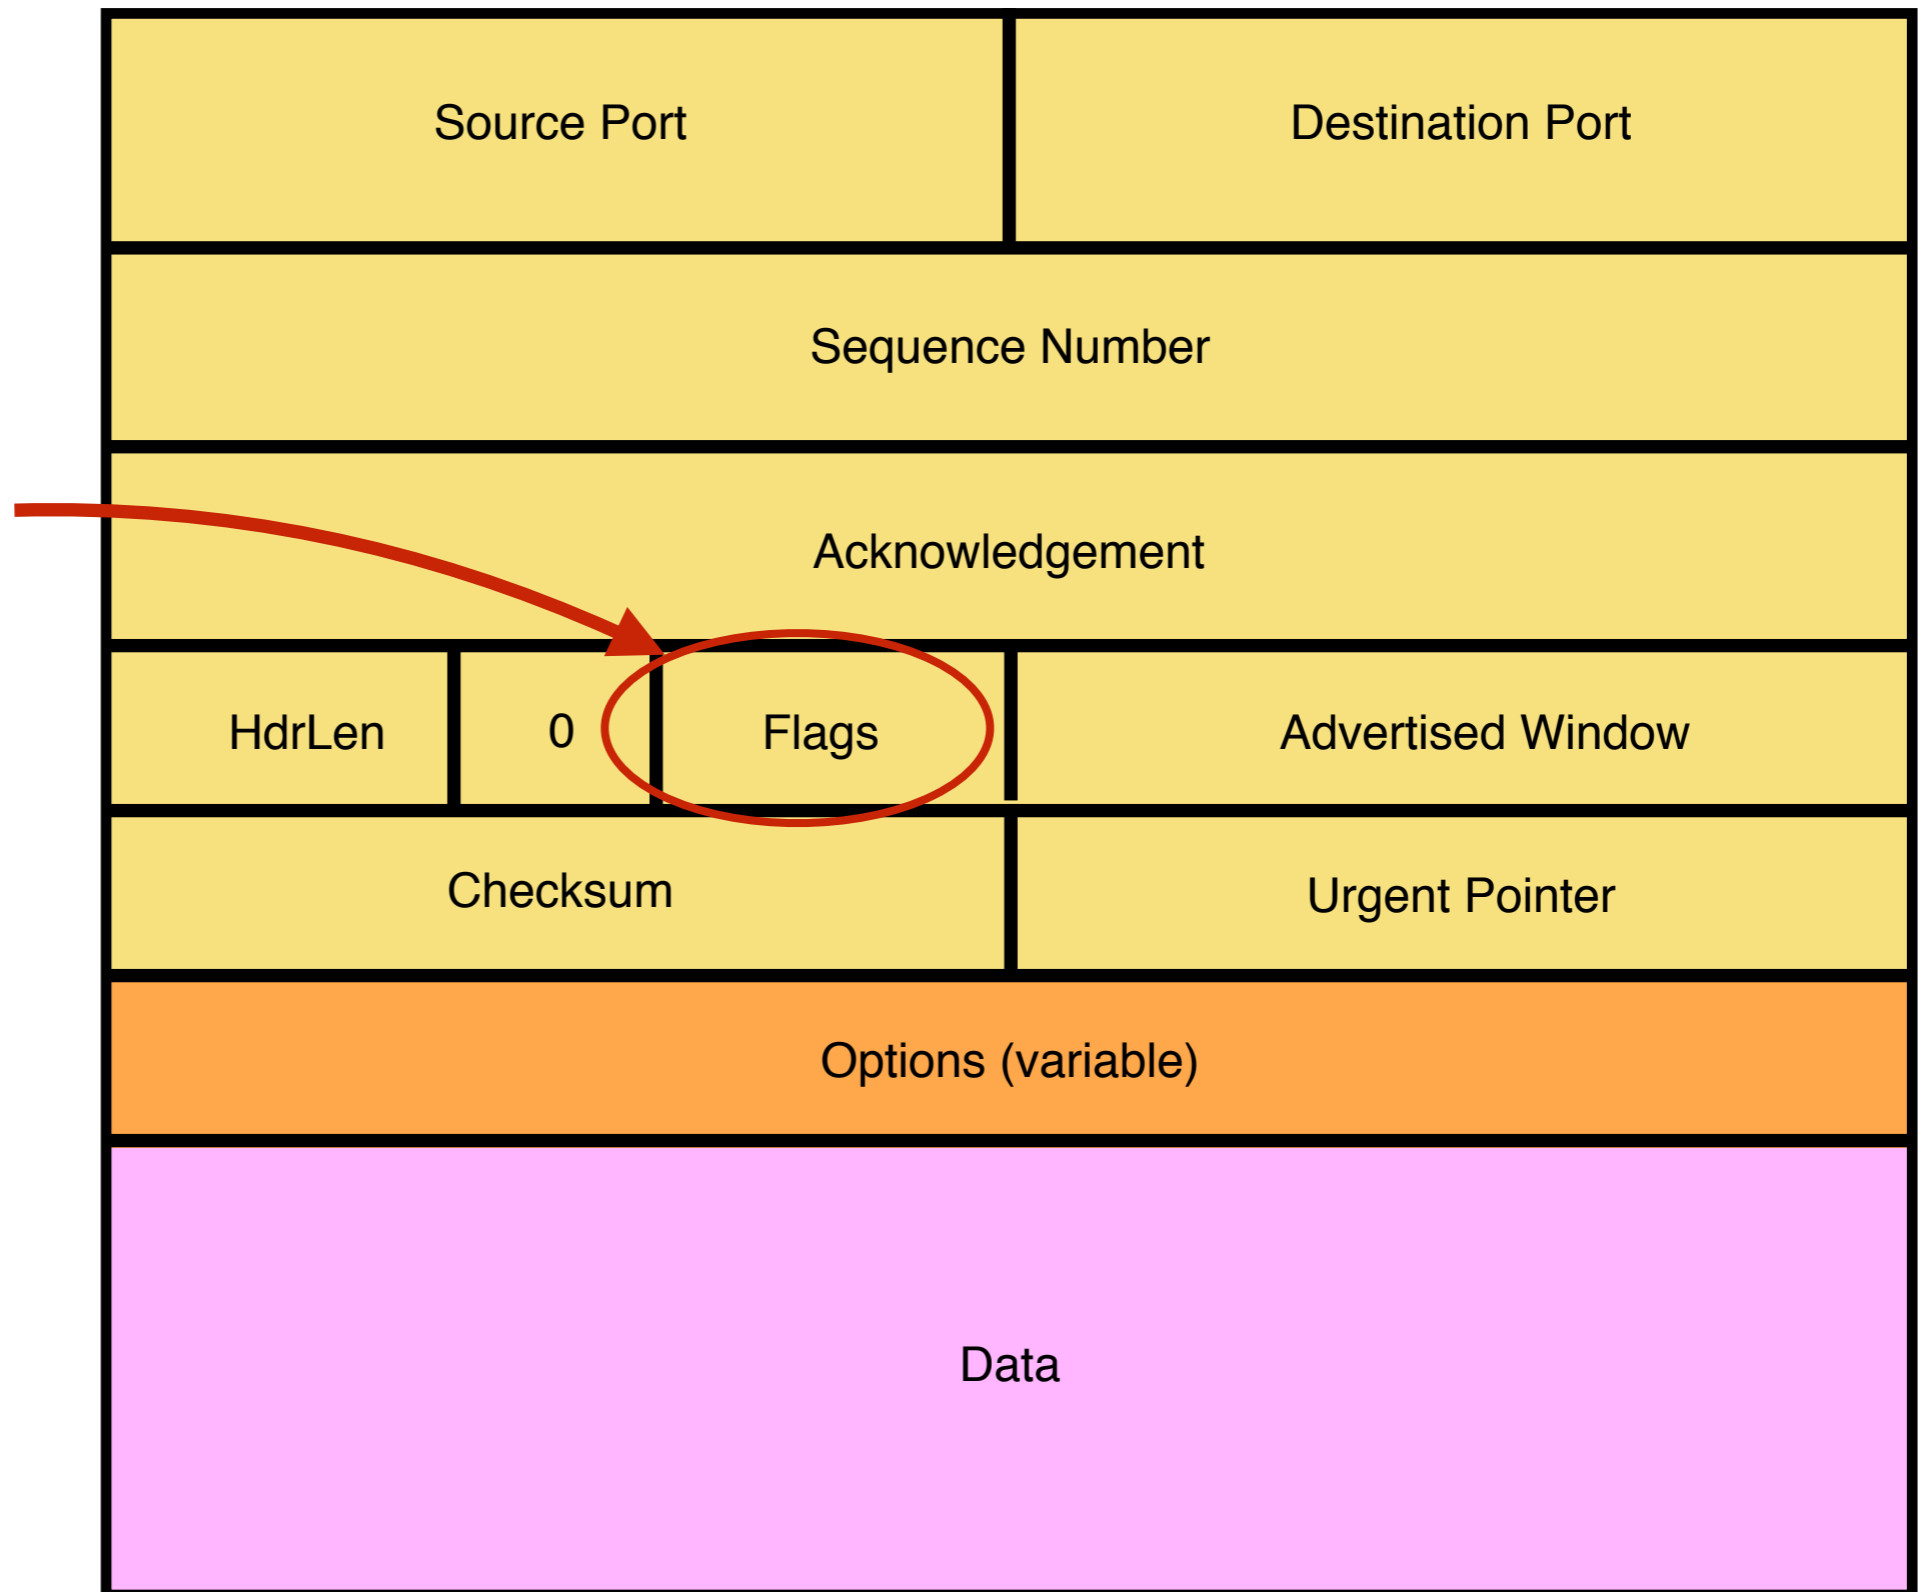 Source Port
Destination Port
Sequence Number
Acknowledgement
HdrLen
0
Flags
Advertised Window
Checksum
Urgent Pointer
Options (variable)
Data